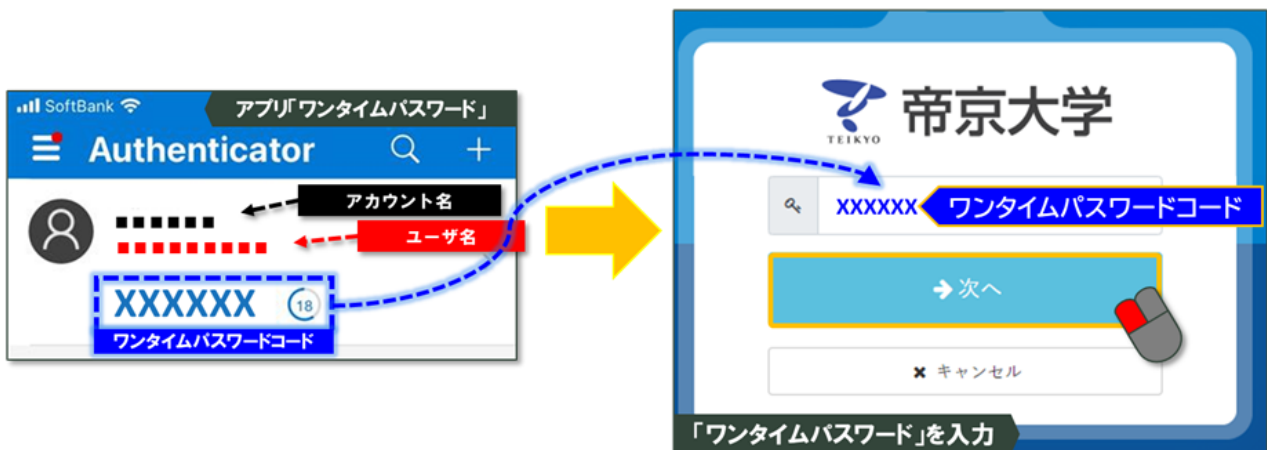 SoftBank
アプリ「ワンタイムパスワード」
Authenticator
アカウント名
ユーザ名
XXXXXX 18
ワンタイムパスワードコード
TEIKYO
帝京大学
XXXXXX
ワンタイムパスワードコード
次へ
キャンセル
「ワンタイムパスワード」を入力